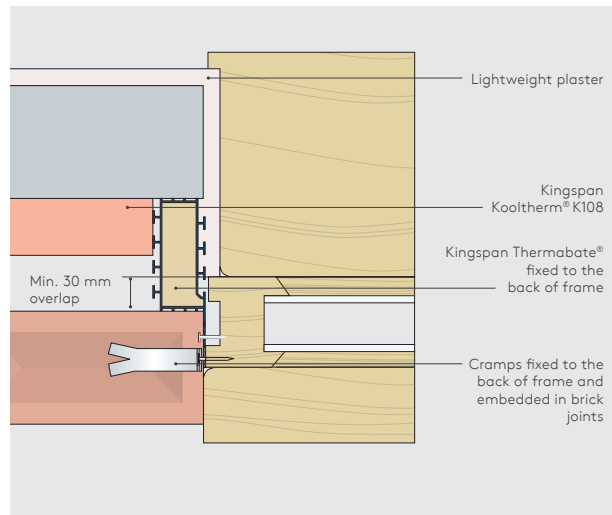 Lightweight plaster
Kingspan
Kooltherm® K108
Kingspan Thermabate®
fixed to the
back of frame
Min. 30 mm
overlap
Cramps fixed to the
back of frame and
embedded in brick
joints